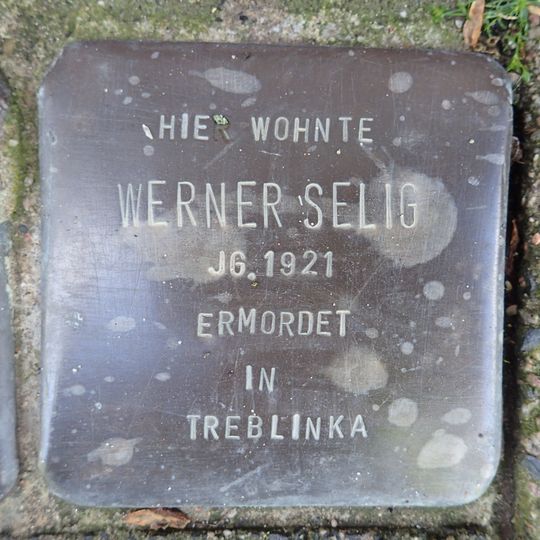 HIER WOHNTE
WERNER SELIG
JG. 1921
ERMORDET
IN
TREBLINKA